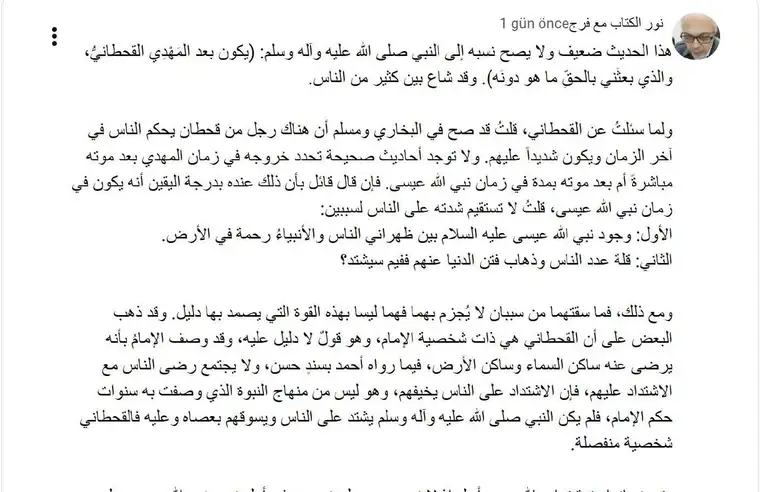 نور الكتاب مع فرج 1 gün önce
هذا الحديث ضعيف ولا يصح نسبه إلى النبي صلى الله عليه وآله وسلم: (يكون بعد المَهْدِي القحطانيُّ،
والذي بعثَني بالحقّ ما هو دونَه). وقد شاع بين كثير من الناس.
ولما سئلتُ عن القحطاني، قلتُ قد صح في البخاري ومسلم أن هناك رجل من قحطان يحكم الناس في
آخر الزمان ويكون شديداً عليهم. ولا توجد أحاديث صحيحة تحدد خروجه في زمان المهدي بعد موته
مباشرةً أم بعد موته بمدة في زمان نبي الله عيسى. فإن قال قائل بأن ذلك عنده بدرجة اليقين أنه يكون في
زمان نبي الله عيسى، قلتُ لا تستقيم شدته على الناس لسببين:
الأول: وجود نبي الله عيسى عليه السلام بين ظهراني الناس والأنبياءُ رحمة في الأرض.
الثاني: قلة عدد الناس وذهاب فتن الدنيا عنهم ففيم سيشتد؟
ومع ذلك، فما سقتهما من سببان لا يُجزم بهما فهما ليسا بهذه القوة التي يصمد بها دليل. وقد ذهب
البعض على أن القحطاني هي ذات شخصية الإمام، وهو قولٌ لا دليل عليه، وقد وصف الإمامُ بأنه
يرضى عنه ساكن السماء وساكن الأرض، فيما رواه أحمد بسندٍ حسن، ولا يجتمع رضى الناس مع
الاشتداد عليهم، فإن الاشتداد على الناس يخيفهم، وهو ليس من منهاج النبوة الذي وصفت به سنوات
حكم الإمام، فلم يكن النبي صلى الله عليه وآله وسلم يشتد على الناس ويسوقهم بعصاه وعليه فالقحطاني
شخصية منفصلة.